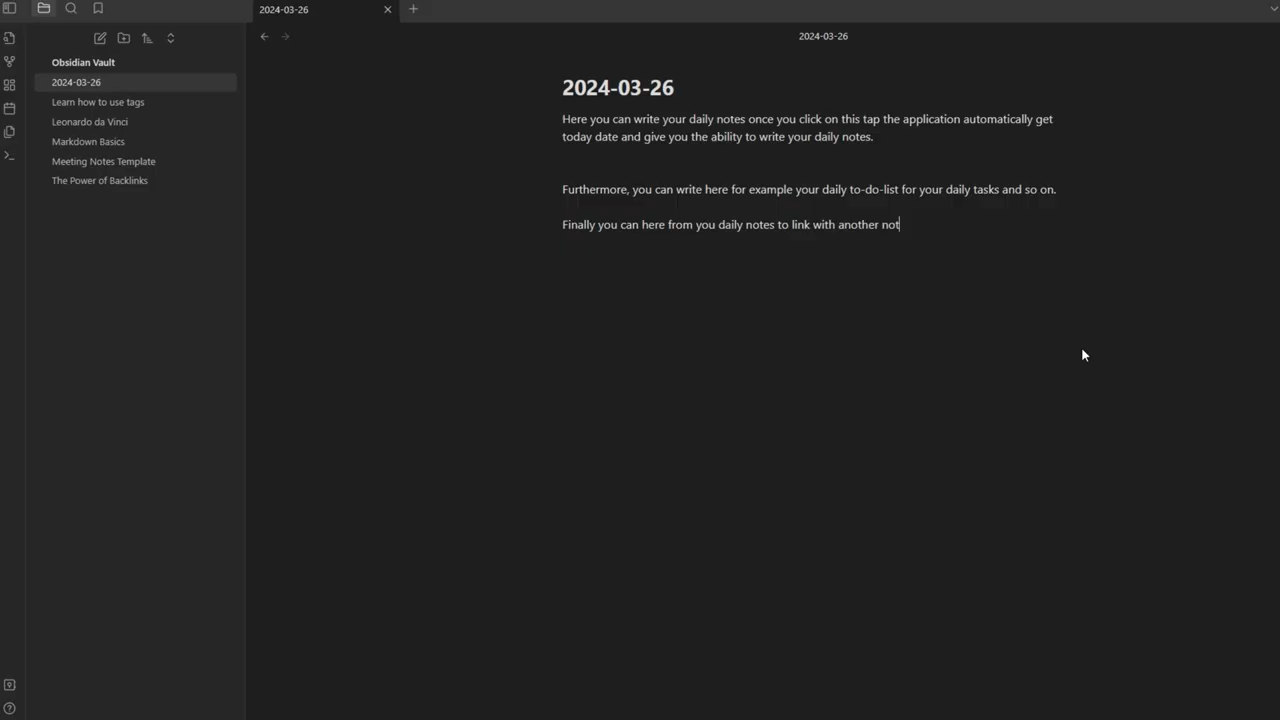 2024-03-26
2024-03-26
Obsidian Vault
2024-03-26
Learn how to use tags
Leonardo da Vinci
Markdown Basics
Meeting Notes Template
The Power of Backlinks
2024-03-26
Here you can write your daily notes once you click on this tap the application automatically get
today date and give you the ability to write your daily notes.
Furthermore, you can write here for example your daily to-do-list for your daily tasks and so on.
Finally you can here from you daily notes to link with another not